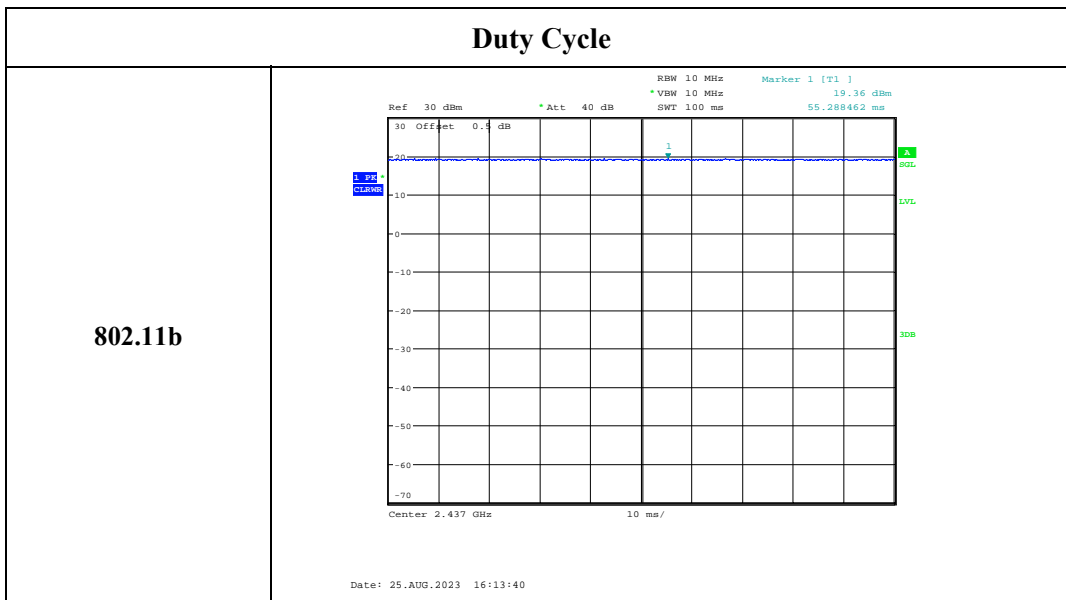 Duty Cycle
802.11b
RBW 10 MHz Marker 1 [T1 ]
*VBW 10 MHz 19.36 dBm
Ref 30 dBm *Att 40 dB SWT 100 ms 55.288462 ms
30 Offset 0.5 dB
1
20
A
SGL
1 PK *
CLRWR
10
LVL
0
-10
-20
3DB
-30
-40
-50
-60
-70
Center 2.437 GHz 10 ms/
Date: 25.AUG.2023 16:13:40